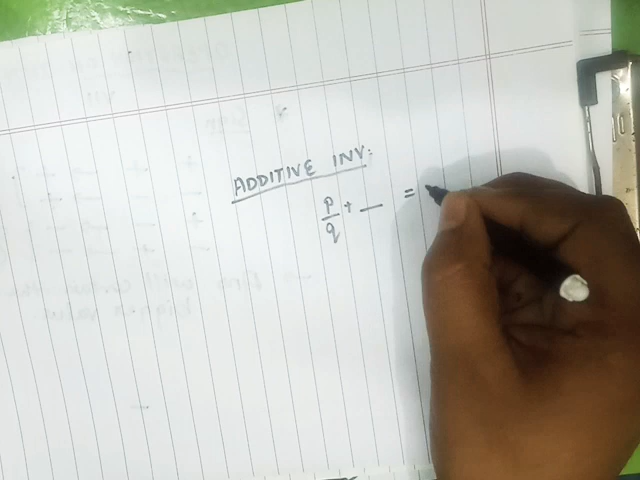 ADDITIVE INV:
p/q + — =